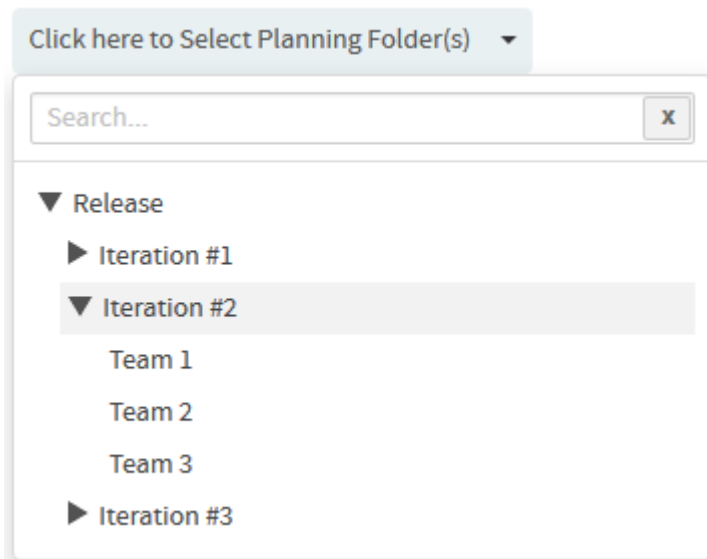 Click here to Select Planning Folder(s)
Search...
x
Release
Iteration #1
Iteration #2
Team 1
Team 2
Team 3
Iteration #3